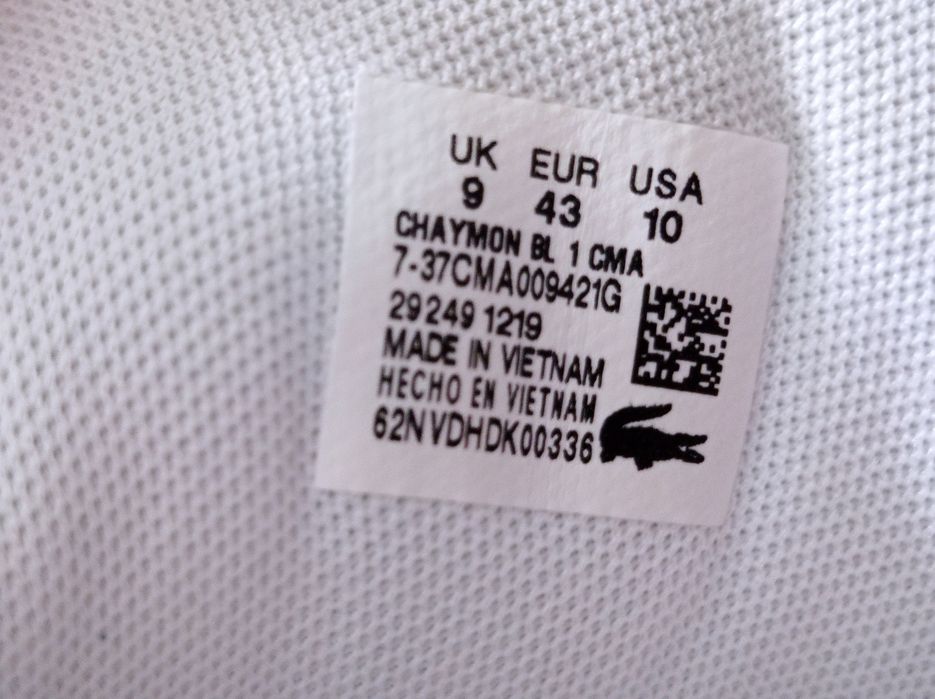 UK EUR USA
9 43 10
CHAYMON BL 1 CMA
7-37CMA009421G
29249 1219
MADE IN VIETNAM
HECHO EN VIETNAM
62NVDHDK00336